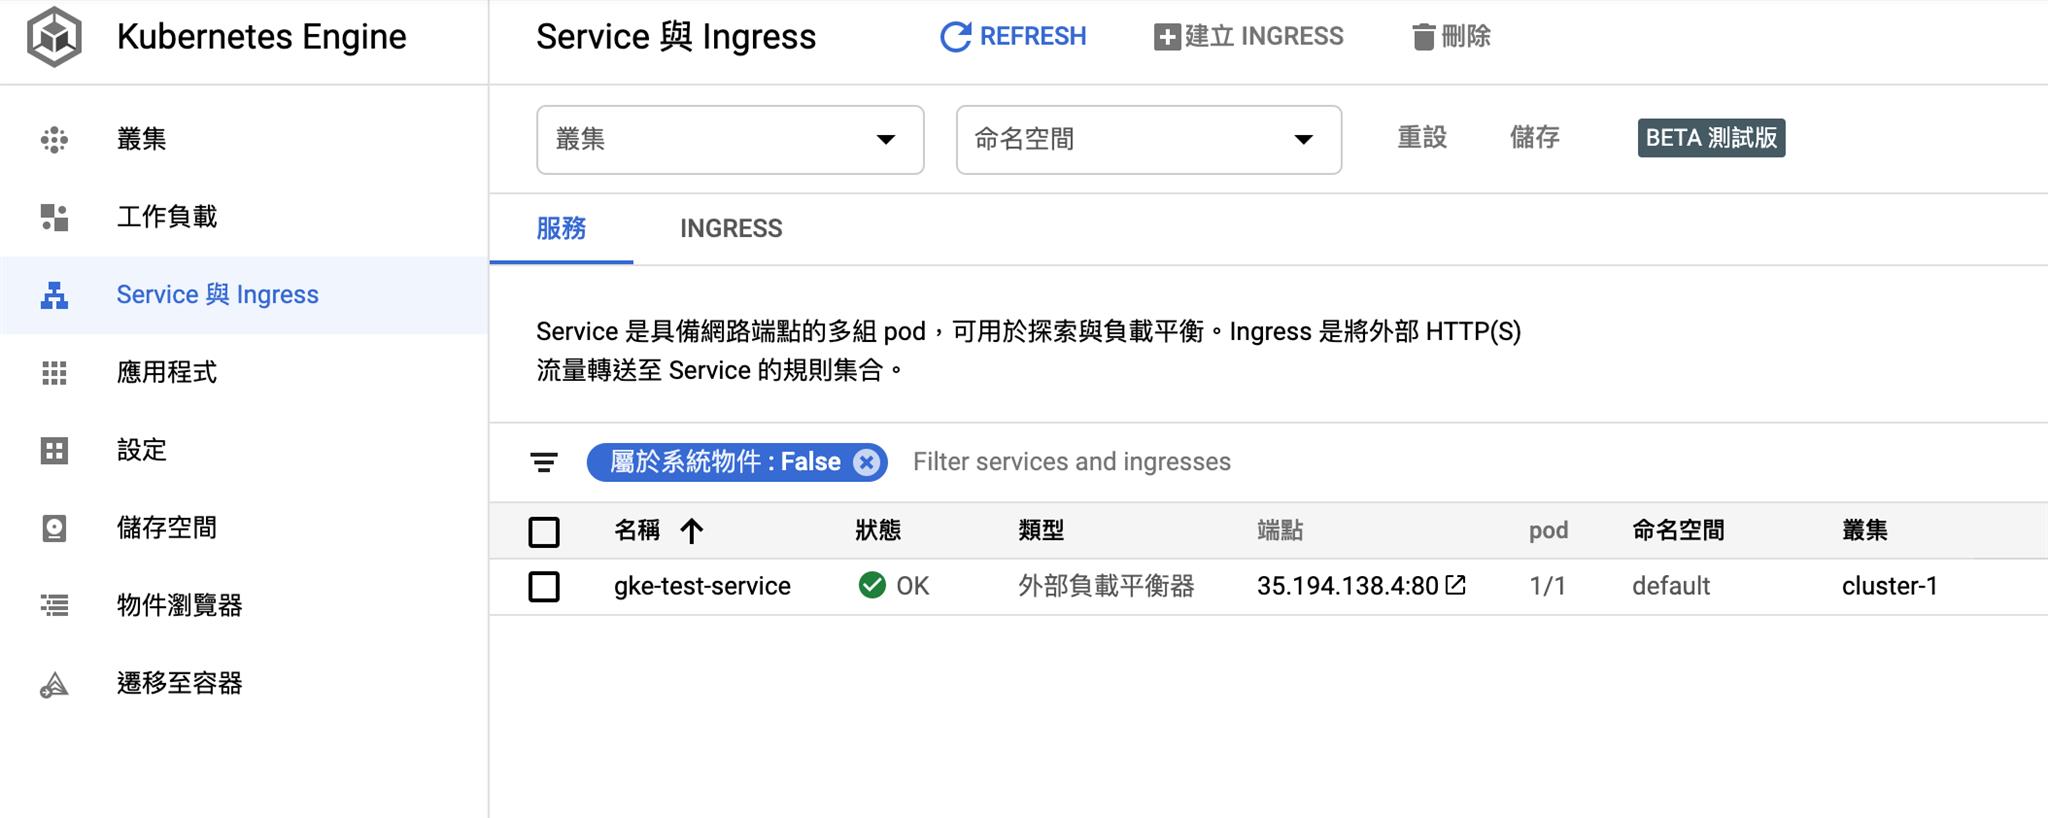 Kubernetes Engine
Service 與 Ingress
REFRESH
建立 INGRESS
刪除
叢集
工作負載
Service 與 Ingress
應用程式
設定
儲存空間
物件瀏覽器
遷移至容器
叢集
命名空間
重設
儲存
BETA 測試版
服務
INGRESS
Service 是具備網路端點的多組 pod，可用於探索與負載平衡。Ingress 是將外部 HTTP(S)
流量轉送至 Service 的規則集合。
屬於系統物件 : False
Filter services and ingresses
名稱 狀態 類型 端點 pod 命名空間 叢集
gke-test-service OK 外部負載平衡器 35.194.138.4:80 1/1 default cluster-1